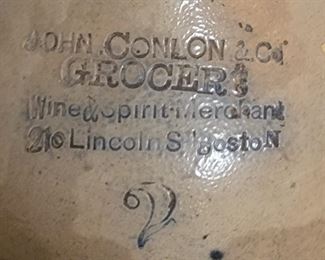 JOHN. CONLON & Co
GROCERS
Wine & Spirit Merchant
210 Lincoln St Boston
2